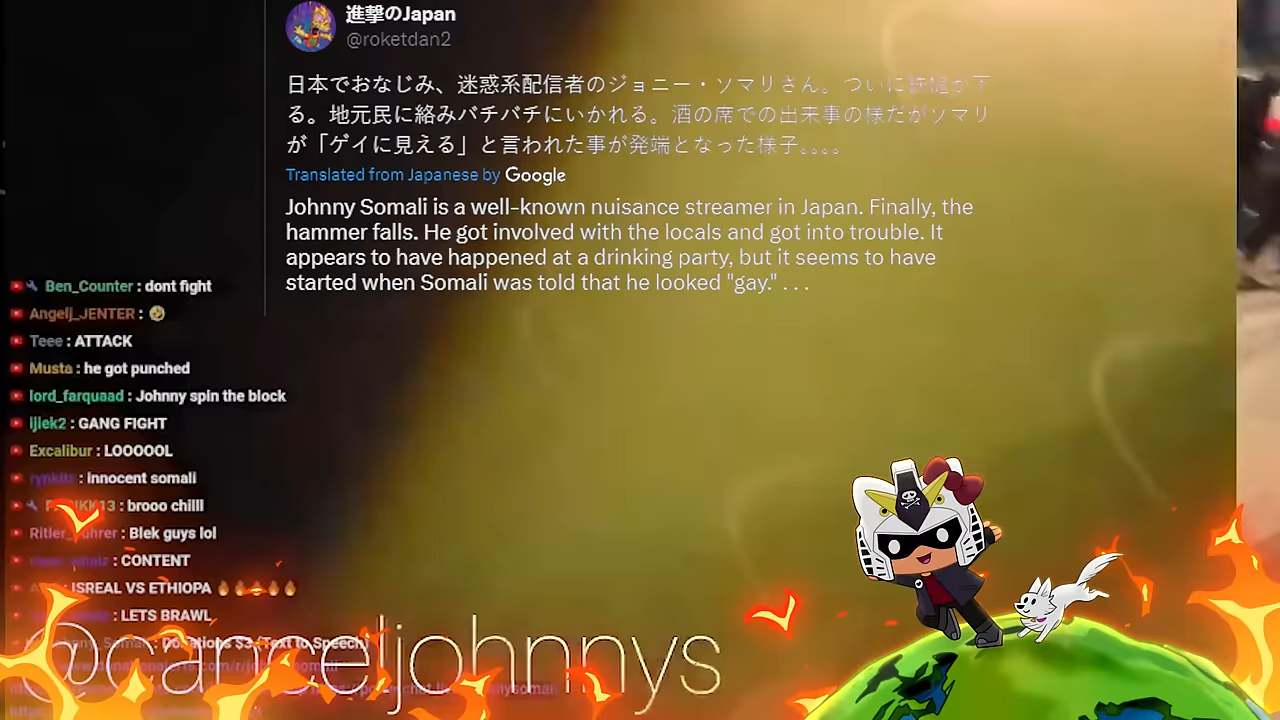 進撃のJapan
@roketdan2
日本でおなじみ、迷惑系配信者のジョニー・ソマリさん。ついに鉄槌が下
る。地元民に絡みバチバチにいかれる。酒の席での出来事の様だがソマリ
が「ゲイに見える」と言われた事が発端となった様子。。。。
Translated from Japanese by Google
Johnny Somali is a well-known nuisance streamer in Japan. Finally, the
hammer falls. He got involved with the locals and got into trouble. It
appears to have happened at a drinking party, but it seems to have
started when Somali was told that he looked "gay." . . .
Ben_Counter : dont fight
Angelj_JENTER :
Teee : ATTACK
Musta : he got punched
lord_farquaad : Johnny spin the block
ijiek2 : GANG FIGHT
Excalibur : LOOOOOL
: innocent somali
: brooo chilll
: Blek guys lol
: CONTENT
: ISREAL VS ETHIOPA
: LETS BRAWL
: Donations $3+(Text to Speech)
@canceljohnnys